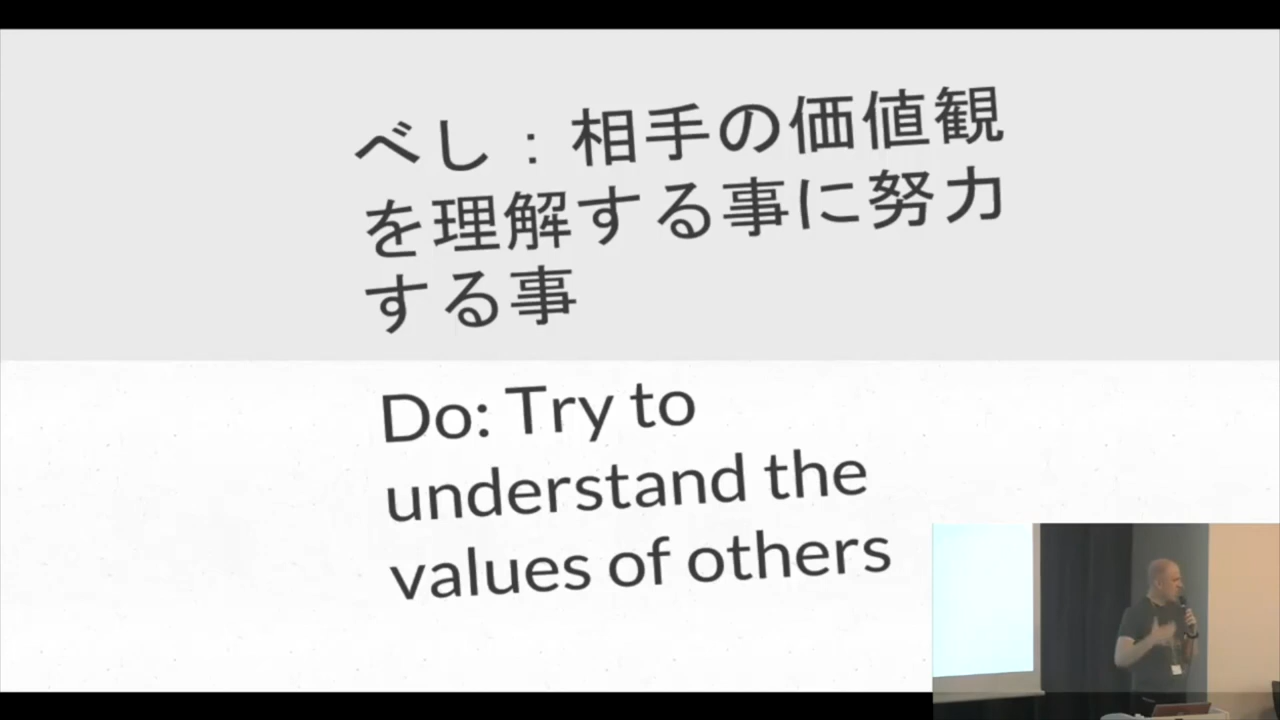 べし：相手の価値観
を理解する事に努力
する事
Do: Try to
understand the
values of others